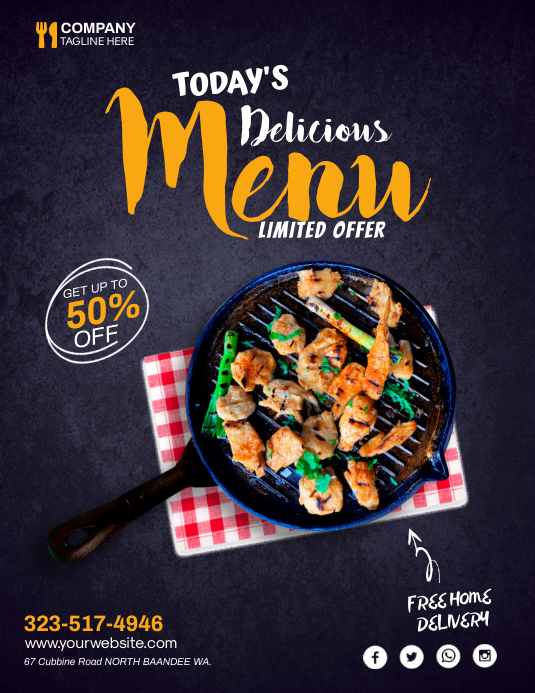 COMPANY
TAGLINE HERE
TODAY'S
Delicious
Menu
LIMITED OFFER
GET UP TO
50%
OFF
FREE HOME
DELIVERY
323-517-4946
www.yourwebsite.com
67 Cubbine Road NORTH BAANDEE WA.